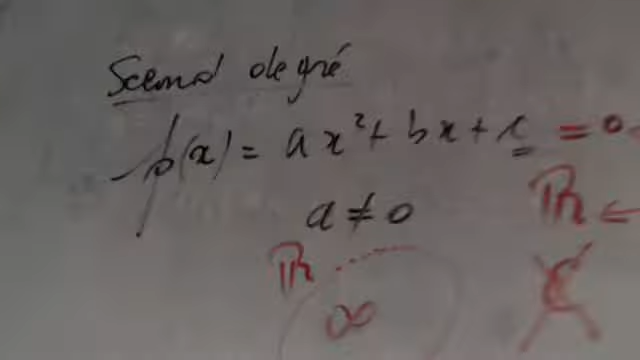 Second degré
p(x) = ax²+bx+c = 0
a ≠ 0
ℝ ←
ℝ
∞
ℂ